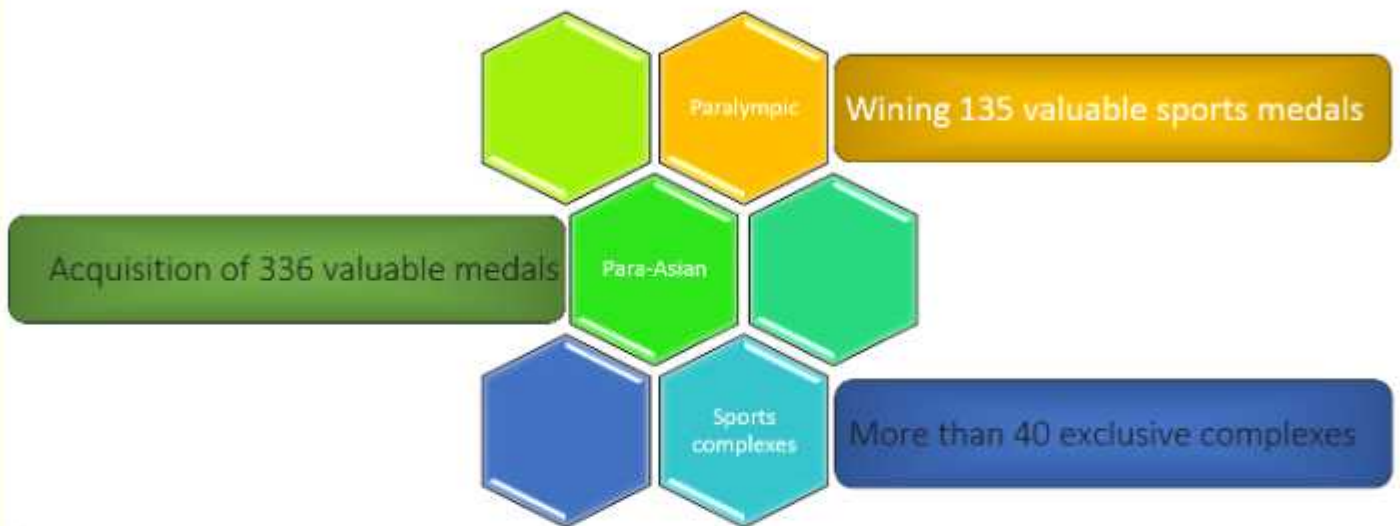 Paralympic
Wining 135 valuable sports medals
Acquisition of 336 valuable medals
Para-Asian
Sports
complexes
More than 40 exclusive complexes